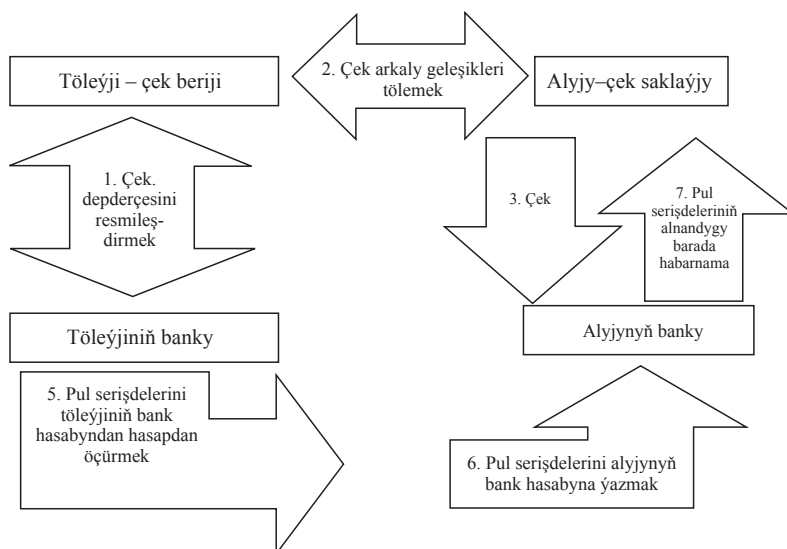 Töleýji – çek beriji
2. Çek arkaly geleşikleri
tölemek
Alyjy–çek saklaýjy
1. Çek.
depderçesini
resmileş-
dirmek
3. Çek
7. Pul
serişdeleriniň
alnandygy
barada
habarnama
Töleýjiniň banky
Alyjynyň banky
5. Pul serişdelerini
töleýjiniň bank
hasabyndan hasapdan
öçürmek
6. Pul serişdelerini alyjynyň
bank hasabyna ýazmak